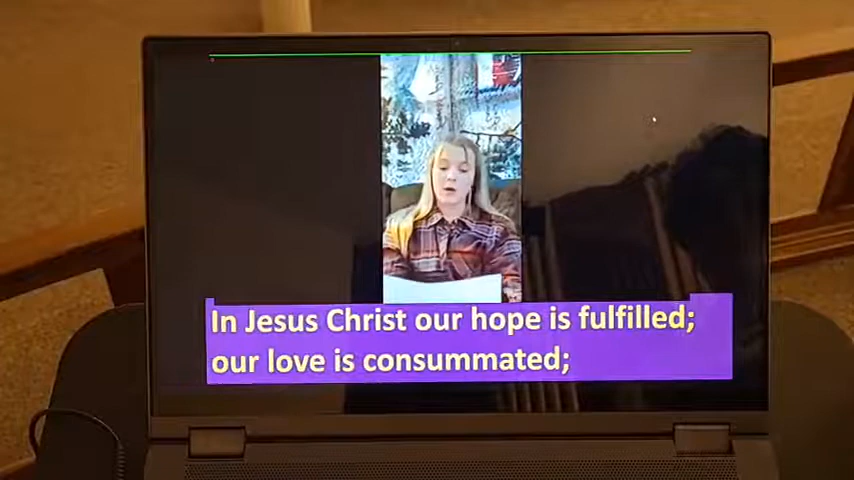 In Jesus Christ our hope is fulfilled;
our love is consummated;